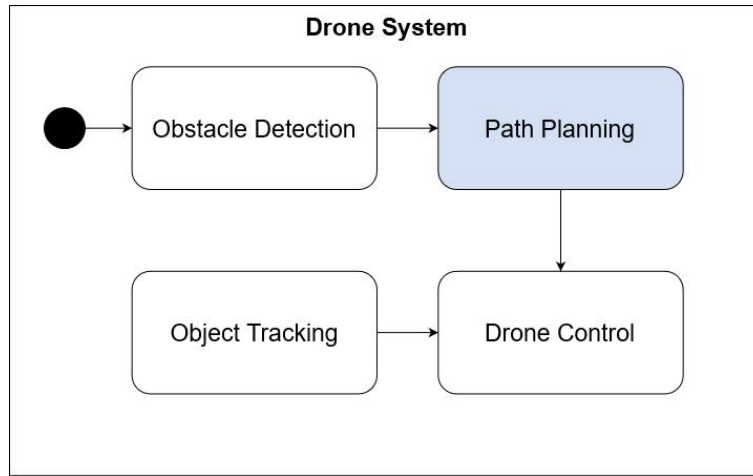 Drone System
Obstacle Detection
Path Planning
Object Tracking
Drone Control